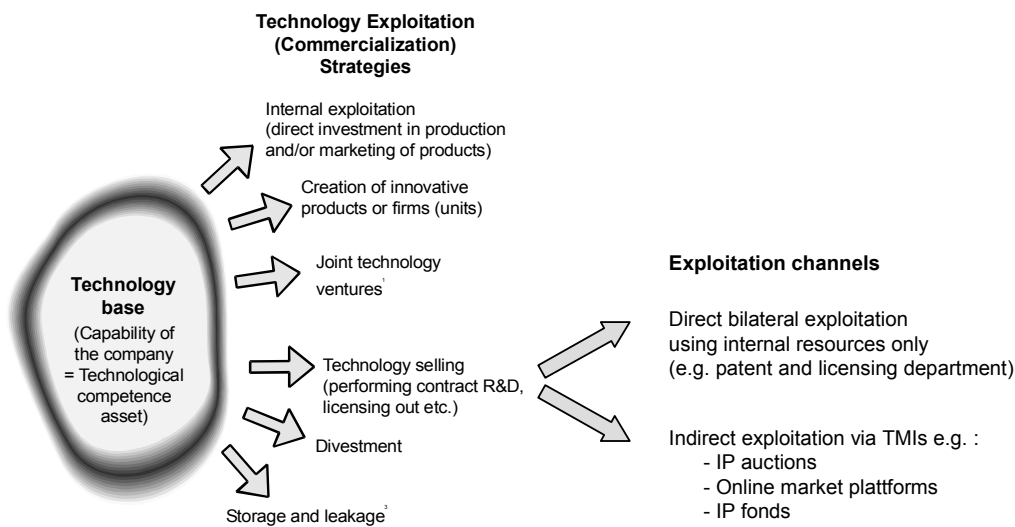 Technology Exploitation
(Commercialization)
Strategies
Internal exploitation
(direct investment in production
and/or marketing of products)
Creation of innovative
products or firms (units)
Joint technology
ventures¹
Technology
base
(Capability of
the company
= Technological
competence
asset)
Technology selling
(performing contract R&D,
licensing out etc.)
Divestment
Storage and leakage³
Exploitation channels
Direct bilateral exploitation
using internal resources only
(e.g. patent and licensing department)
Indirect exploitation via TMIs e.g. :
- IP auctions
- Online market plattforms
- IP fonds